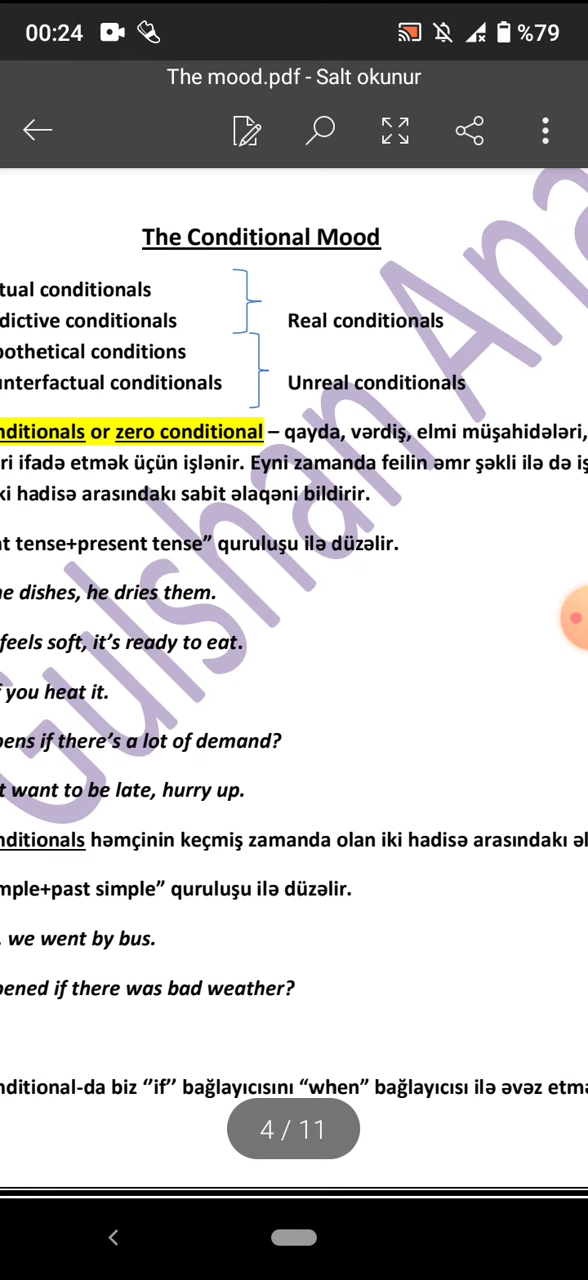 00:24 %79
The mood.pdf - Salt okunur
The Conditional Mood
tual conditionals
dictive conditionals Real conditionals
pothetical conditions
unterfactual conditionals Unreal conditionals
nditionals or zero conditional – qayda, vərdiş, elmi müşahidələri,
ri ifadə etmək üçün işlənir. Eyni zamanda feilin əmr şəkli ilə də iş
ki hadisə arasındakı sabit əlaqəni bildirir.
t tense+present tense” quruluşu ilə düzəlir.
e dishes, he dries them.
feels soft, it’s ready to eat.
f you heat it.
pens if there’s a lot of demand?
t want to be late, hurry up.
nditionals həmçinin keçmiş zamanda olan iki hadisə arasındakı əl
mple+past simple” quruluşu ilə düzəlir.
, we went by bus.
pened if there was bad weather?
nditional-da biz ‘’if’’ bağlayıcısını “when” bağlayıcısı ilə əvəz etmə
4 / 11
Gulshan Ana